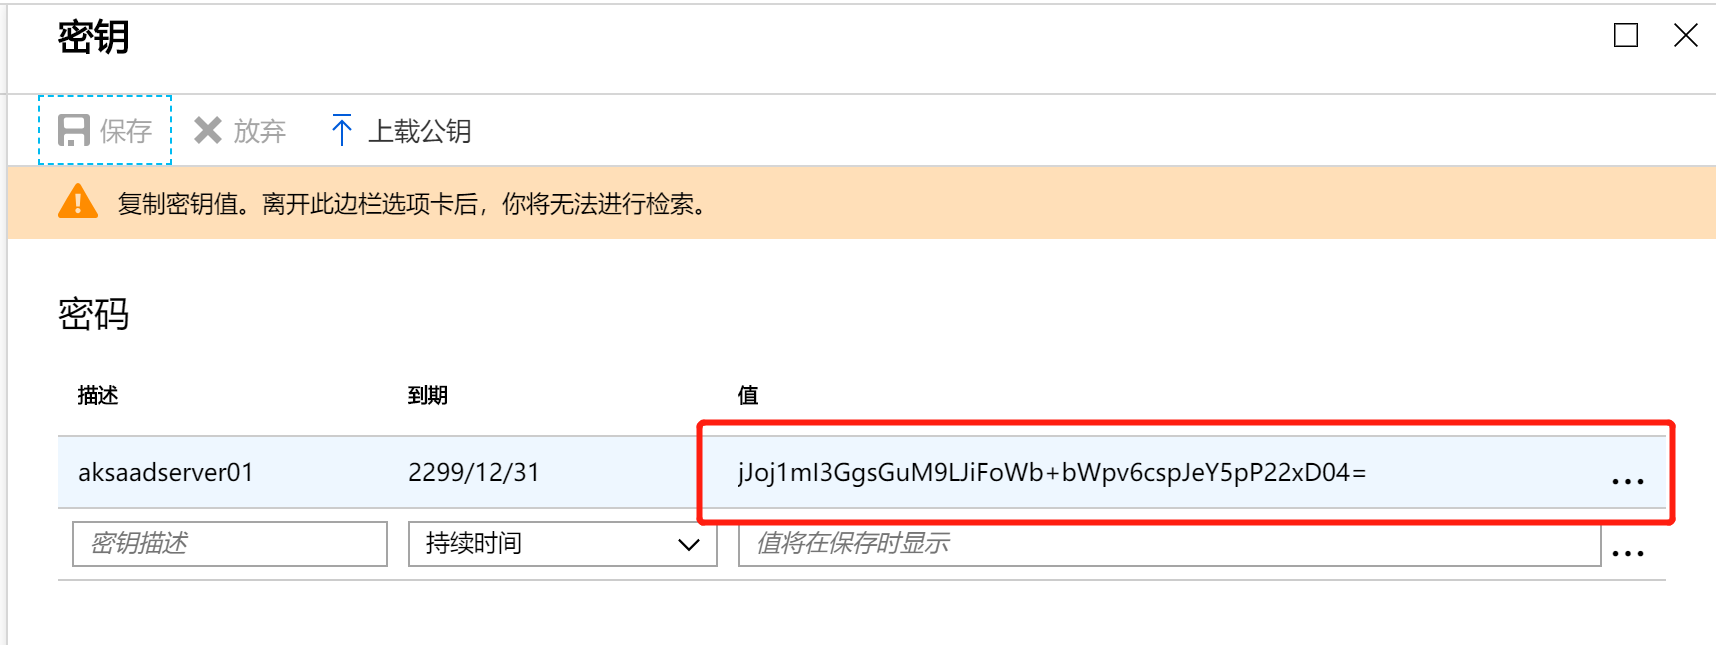 密钥
保存 放弃 上载公钥
复制密钥值。离开此边栏选项卡后，你将无法进行检索。
密码
描述 到期 值
aksaadserver01 2299/12/31 jJoj1mI3GgsGuM9LJiFoWb+bWpv6cspJeY5pP22xD04= ...
密钥描述 持续时间 值将在保存时显示 ...